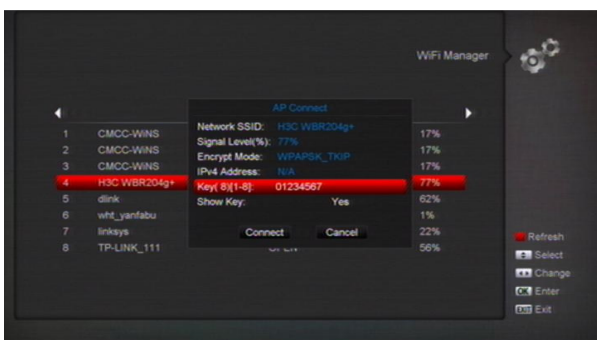 WiFi Manager
AP Connect
Network SSID: H3C WBR204g+
Signal Level(%): 77%
Encrypt Mode: WPAPSK_TKIP
IPv4 Address: N/A
Key( 8)[1-8]: 01234567
Show Key: Yes
Connect Cancel
1 CMCC-WiNS 17%
2 CMCC-WiNS 17%
3 CMCC-WiNS 17%
4 H3C WBR204g+ 77%
5 dlink 62%
6 wht_yanfabu 1%
7 linksys 22%
8 TP-LINK_111 56%
Refresh
Select
Change
OK Enter
EXIT Exit